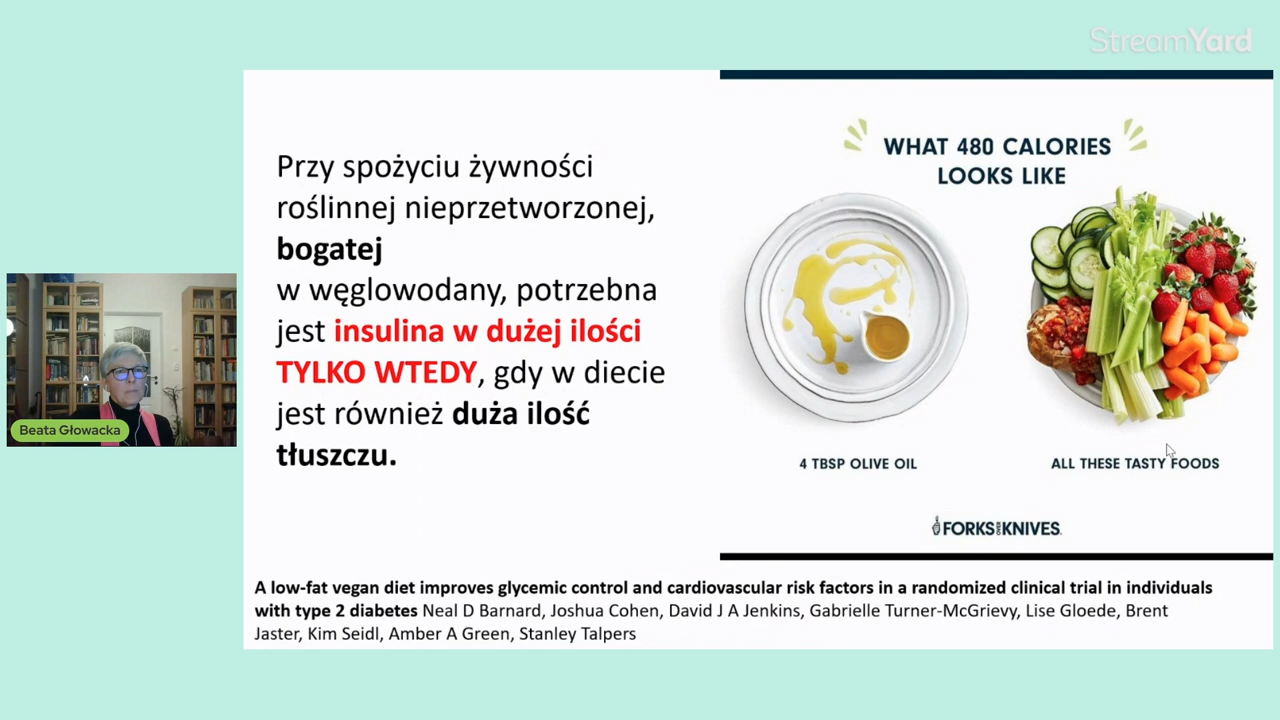 StreamYard
Przy spożyciu żywności
roślinnej nieprzetworzonej,
bogatej
w węglowodany, potrzebna
jest insulina w dużej ilości
TYLKO WTEDY, gdy w diecie
jest również duża ilość
tłuszczu.
WHAT 480 CALORIES
LOOKS LIKE
4 TBSP OLIVE OIL
ALL THESE TASTY FOODS
FORKS OVER KNIVES
A low-fat vegan diet improves glycemic control and cardiovascular risk factors in a randomized clinical trial in individuals
with type 2 diabetes Neal D Barnard, Joshua Cohen, David J A Jenkins, Gabrielle Turner-McGrievy, Lise Gloede, Brent
Jaster, Kim Seidl, Amber A Green, Stanley Talpers
Beata Głowacka